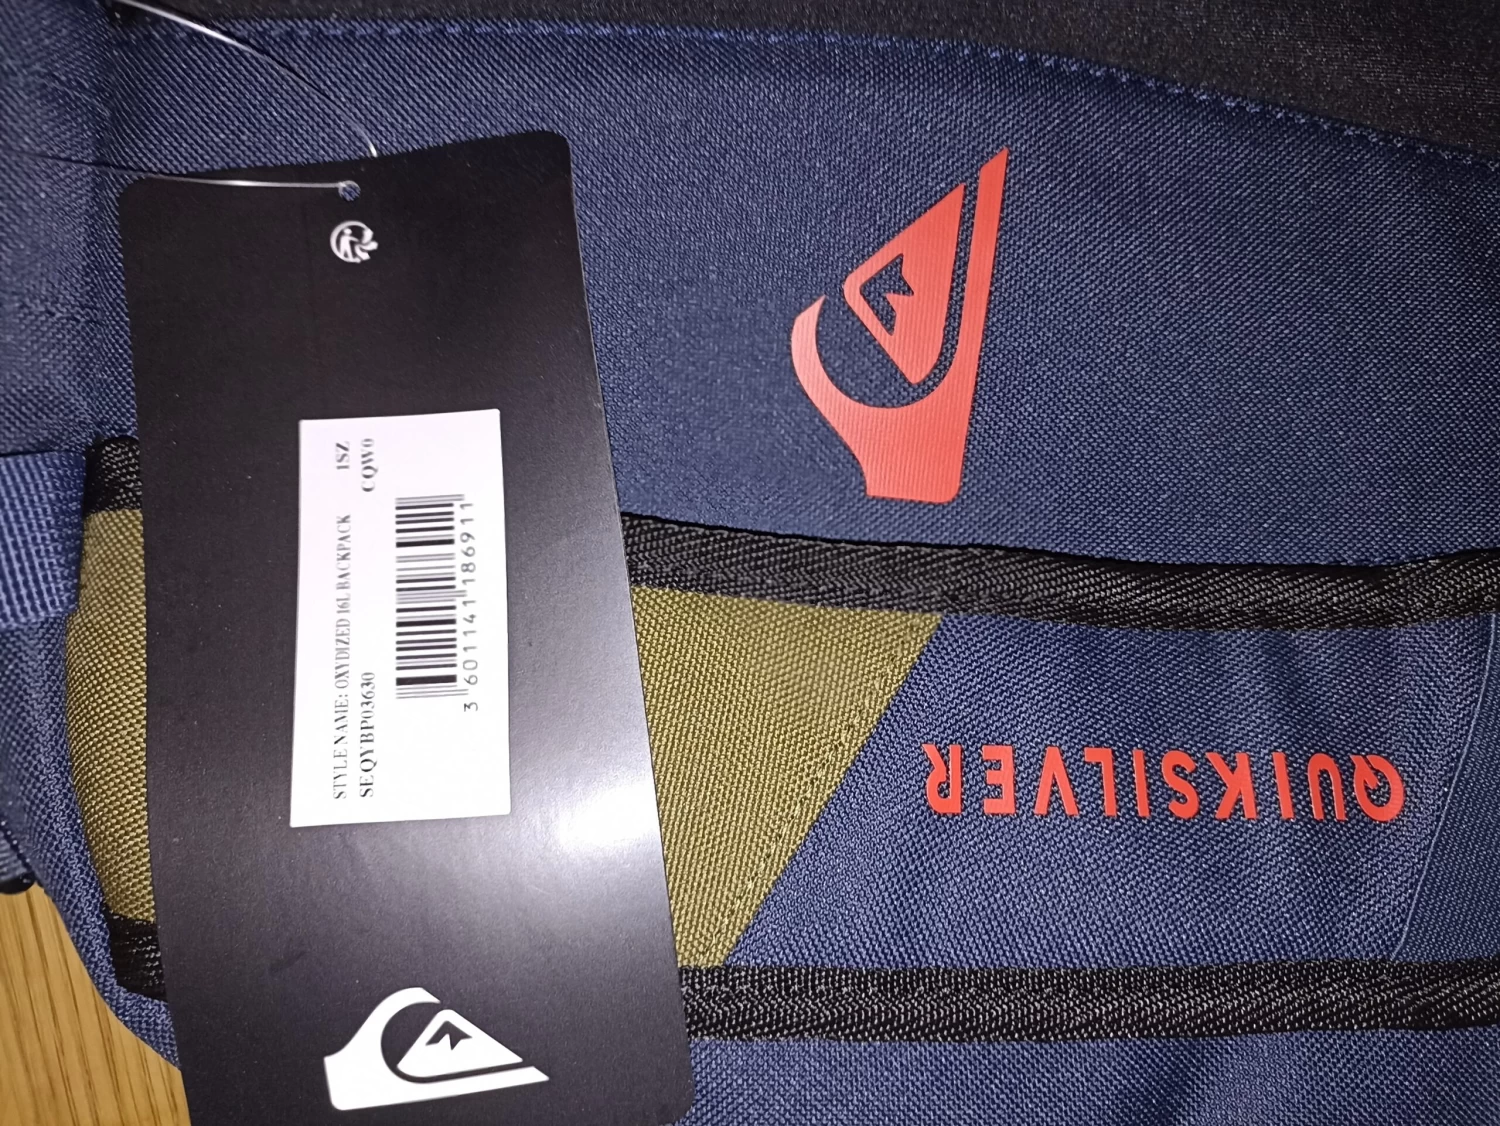 STYLE NAME: OXYDIZED 16L BACKPACK 1SZ
SEQYBP03630 CQW0
3 601141 186911
QUIKSILVER